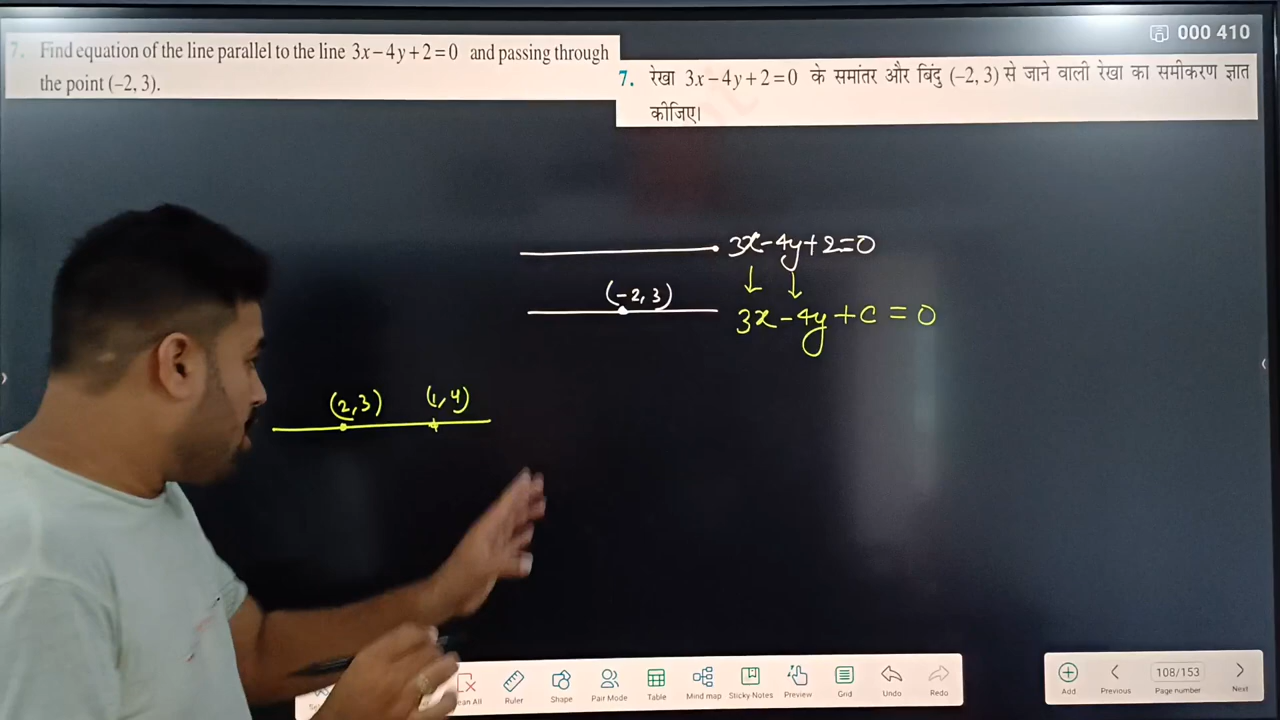 000 410
7. Find equation of the line parallel to the line 3x−4y+2=0 and passing through
the point (−2, 3).
7. रेखा 3x−4y+2=0 के समांतर और बिंदु (−2, 3) से जाने वाली रेखा का समीकरण ज्ञात
कीजिए।
3x-4y+2=0
(-2,3)
3x-4y+c=0
(2,3) (1,4)
Ruler Shape Pair Mode Table Mind map Sticky Notes Preview Grid Undo Redo
Add Previous 108/153 Page number Next